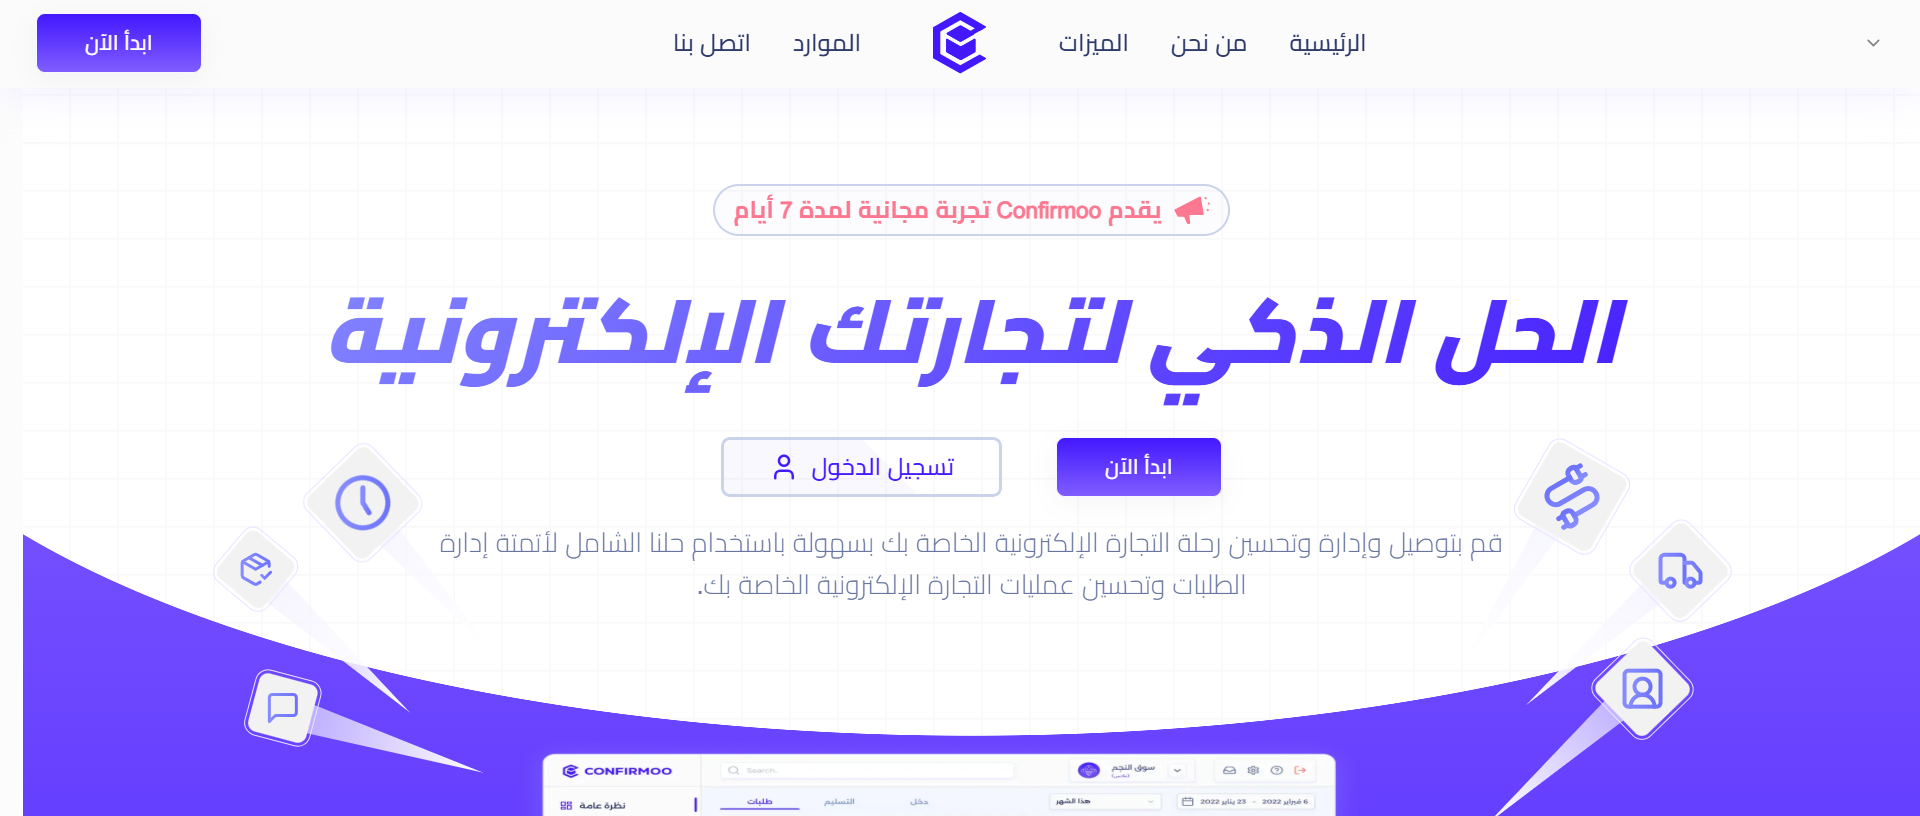 الرئيسية
من نحن
الميزات
الموارد
اتصل بنا
ابدأ الآن
يقدم Confirmoo تجربة مجانية لمدة 7 أيام
الحل الذكي لتجارتك الإلكترونية
ابدأ الآن
تسجيل الدخول
قم بتوصيل وإدارة وتحسين رحلة التجارة الإلكترونية الخاصة بك بسهولة باستخدام حلنا الشامل لأتمتة إدارة
الطلبات وتحسين عمليات التجارة الإلكترونية الخاصة بك.
سوق النجم
Search..
CONFIRMOO
6 فبراير 2022 - 23 يناير 2022
هذا الشهر
دخل
التسليم
طلبات
نظرة عامة